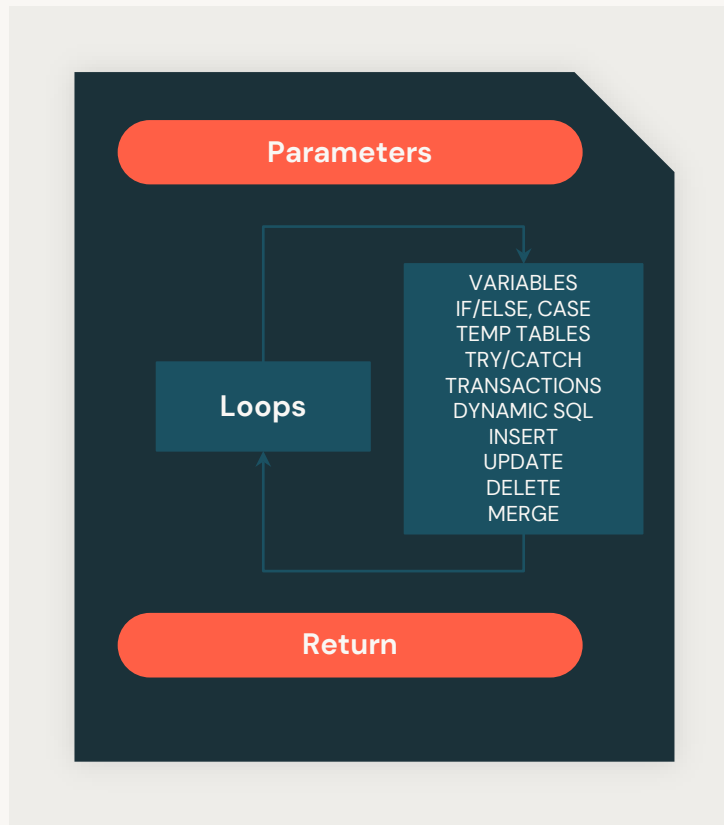 Parameters
Loops
VARIABLES
IF/ELSE, CASE
TEMP TABLES
TRY/CATCH
TRANSACTIONS
DYNAMIC SQL
INSERT
UPDATE
DELETE
MERGE
Return